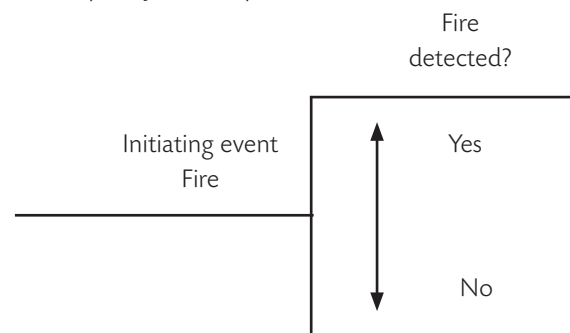 Fire
detected?
Initiating event
Fire
Yes
No